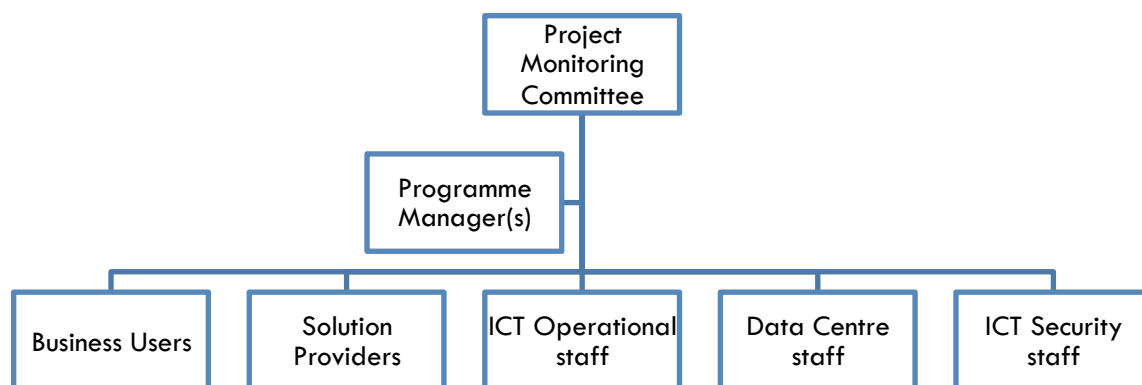 Project
Monitoring
Committee
Programme
Manager(s)
Business Users
Solution
Providers
ICT Operational
staff
Data Centre
staff
ICT Security
staff